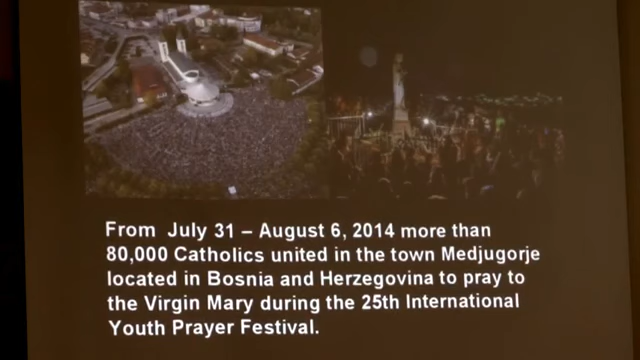 From July 31 – August 6, 2014 more than
80,000 Catholics united in the town Medjugorje
located in Bosnia and Herzegovina to pray to
the Virgin Mary during the 25th International
Youth Prayer Festival.